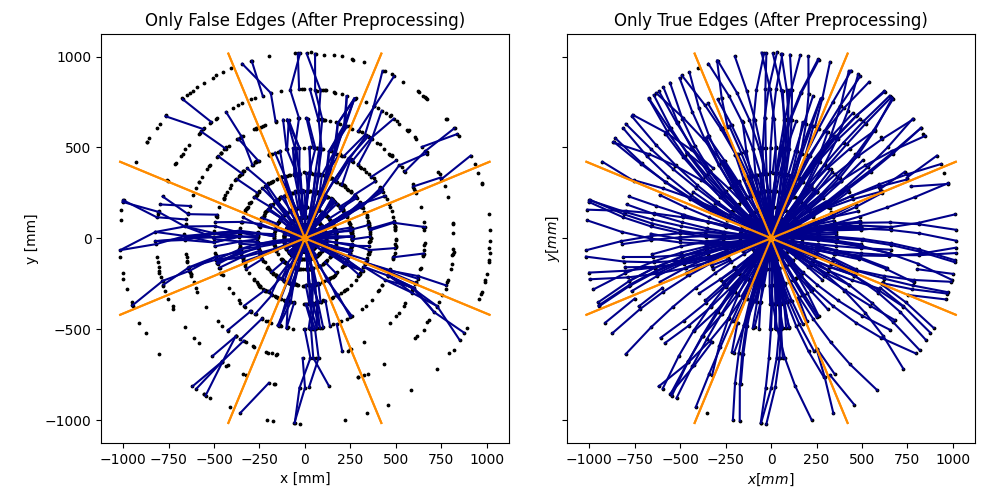 Only False Edges (After Preprocessing)
1000
500
0
−500
−1000
y [mm]
−1000 −750 −500 −250 0 250 500 750 1000
x [mm]
Only True Edges (After Preprocessing)
y[mm]
−1000 −750 −500 −250 0 250 500 750 1000
x[mm]